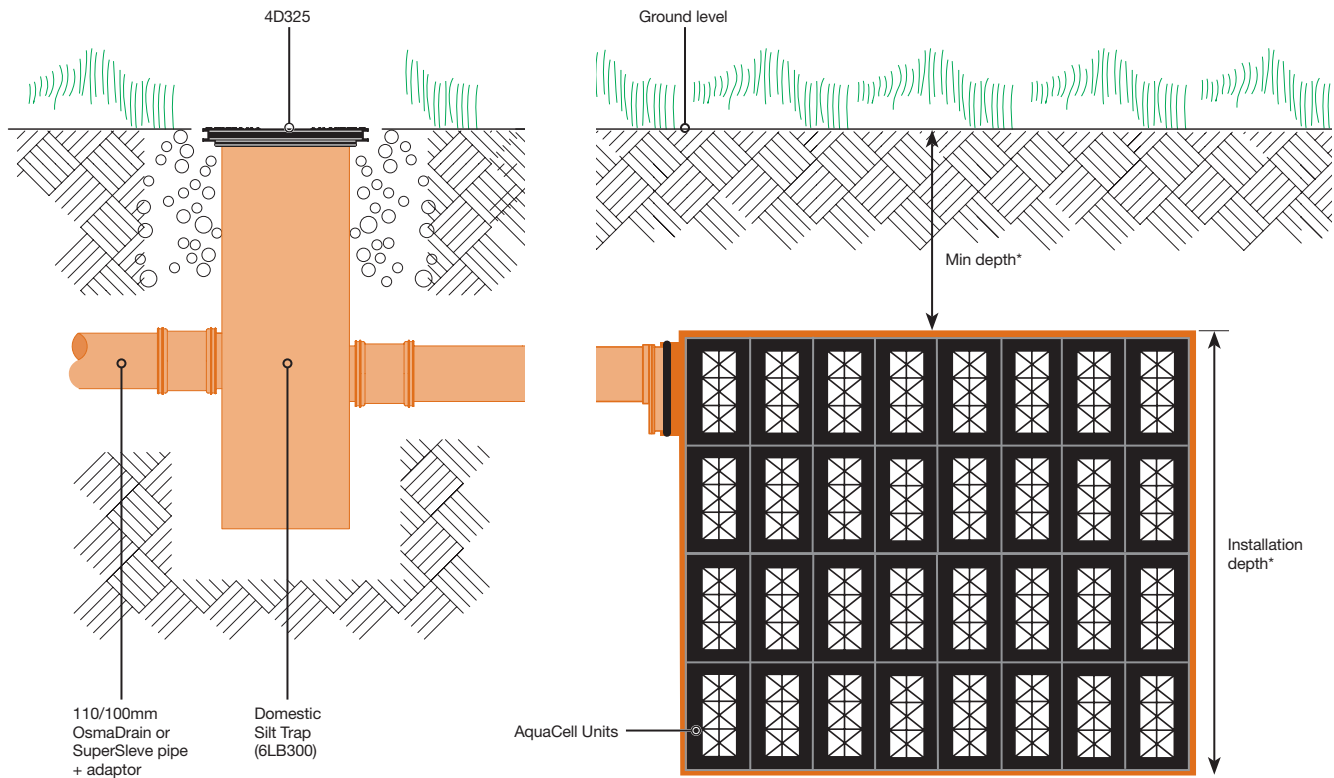 4D325
Ground level
Min depth*
Installation
depth*
110/100mm
OsmaDrain or
SuperSleve pipe
+ adaptor
Domestic
Silt Trap
(6LB300)
AquaCell Units